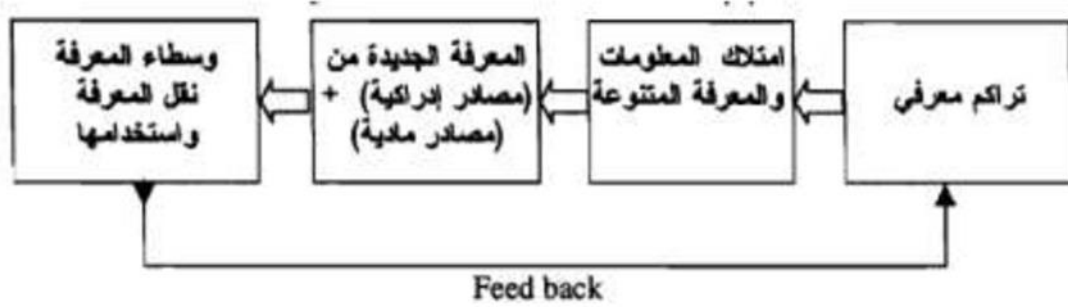 تراكم معرفي
امتلاك المعلومات
والمعرفة المتنوعة
المعرفة الجديدة من
(مصادر إدراكية) +
(مصادر مادية)
وسطاء المعرفة
نقل المعرفة
واستخدامها
Feed back